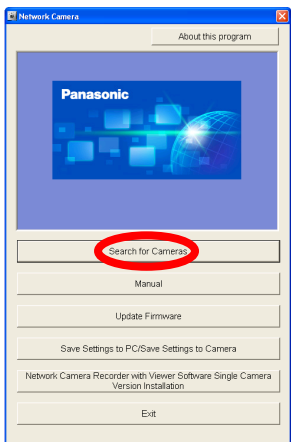 Network Camera
About this program
Panasonic
Search for Cameras
Manual
Update Firmware
Save Settings to PC/Save Settings to Camera
Network Camera Recorder with Viewer Software Single Camera
Version Installation
Exit